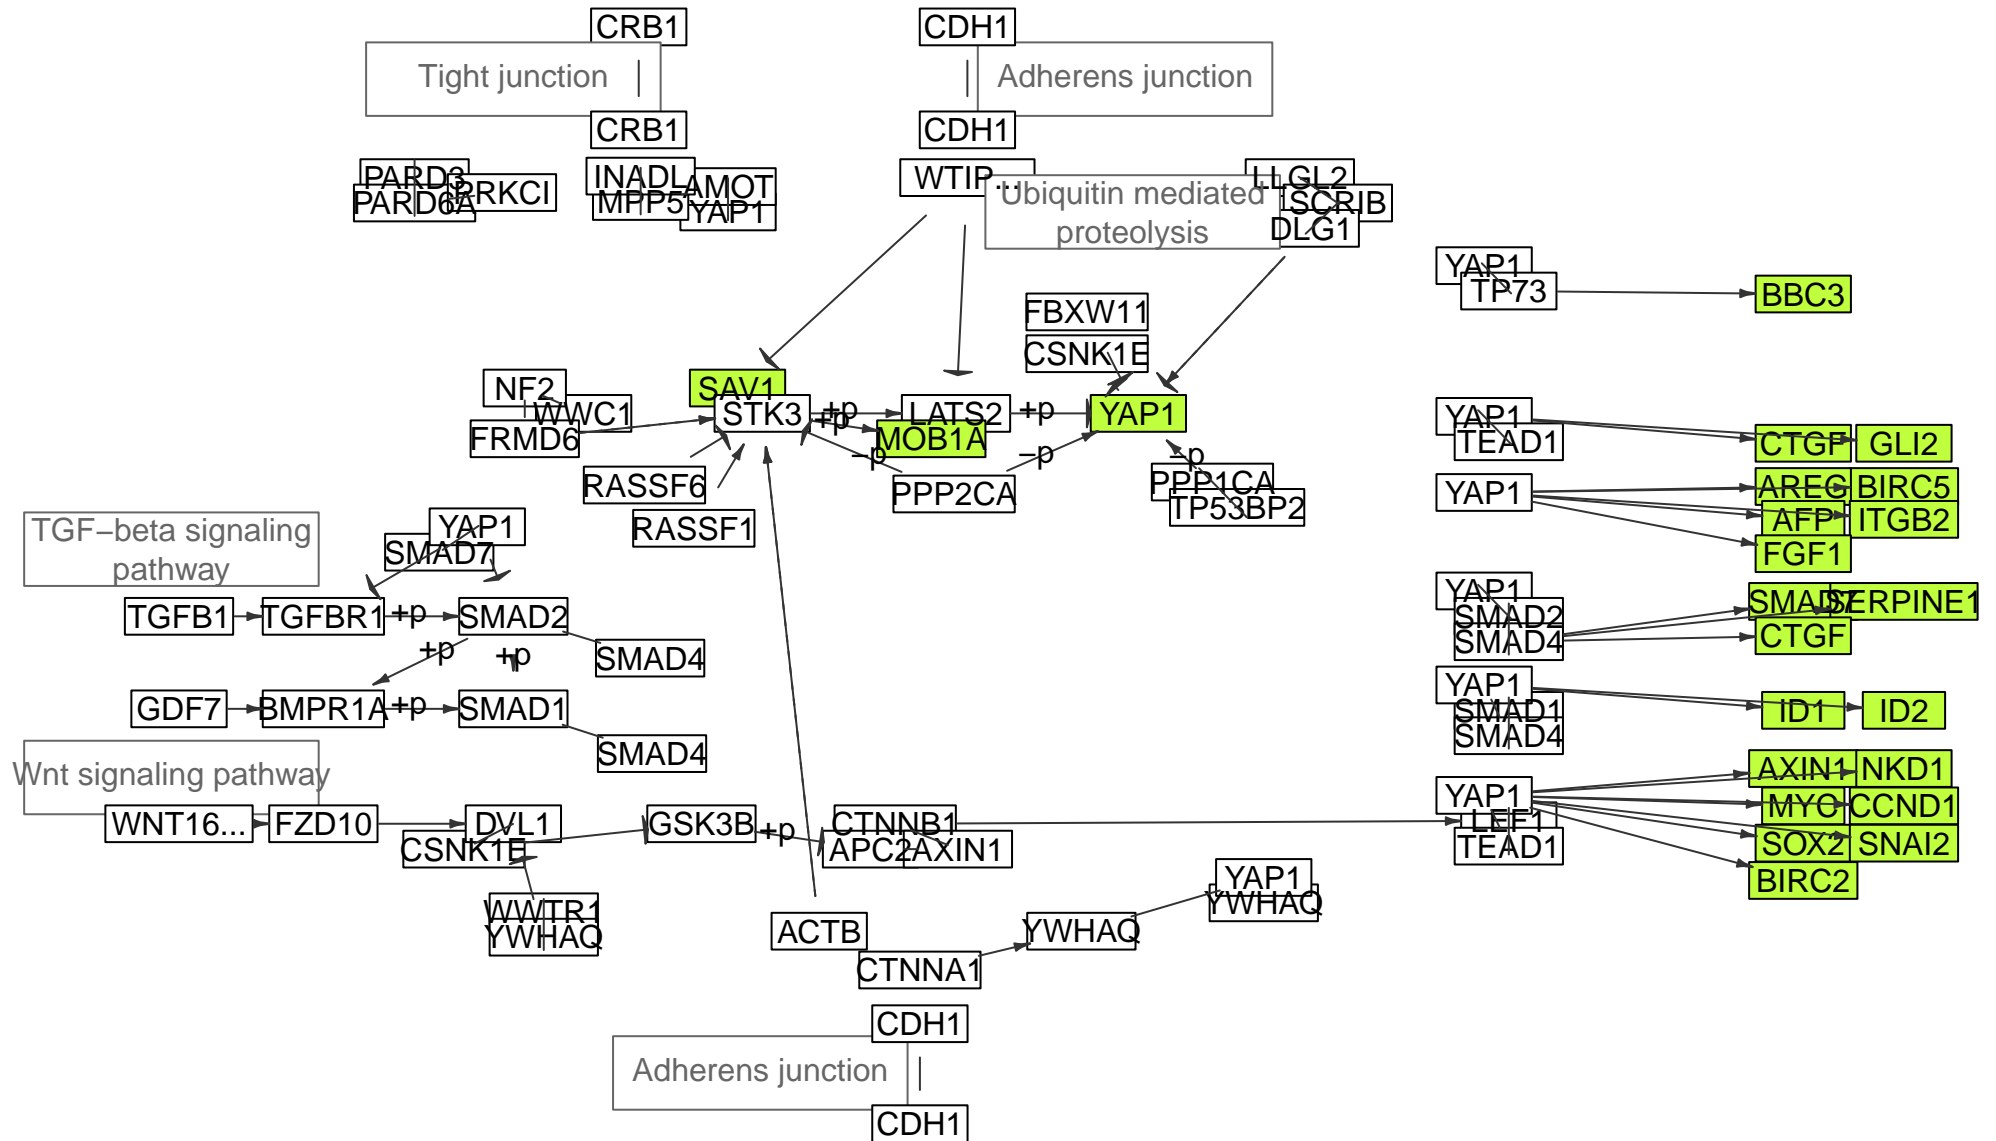 CRB1
CDH1
Tight junction
Adherens junction
CRB1
CDH1
PARD3
PRKCI
PARD6A
INADL
AMOT
MPP5
YAP1
WTIP...
Ubiquitin mediated
proteolysis
LLGL2
SCRIB
DLG1
YAP1
TP73
BBC3
FBXW11
CSNK1E
NF2
WWC1
FRMD6
SAV1
STK3
+p
+p
LATS2
MOB1A
+p
YAP1
YAP1
TEAD1
CTGF
GLI2
−p
−p
−p
RASSF6
PPP2CA
PPP1CA
TP53BP2
RASSF1
YAP1
AREG
BIRC5
AFP
ITGB2
FGF1
TGF−beta signaling
pathway
YAP1
SMAD7
TGFB1
TGFBR1
+p
SMAD2
+p
+p
SMAD4
YAP1
SMAD2
SMAD4
SMAD7
SERPINE1
CTGF
GDF7
BMPR1A
+p
SMAD1
SMAD4
YAP1
SMAD1
SMAD4
ID1
ID2
Wnt signaling pathway
WNT16...
FZD10
DVL1
CSNK1E
GSK3B
+p
CTNNB1
APC2
AXIN1
YAP1
LEF1
TEAD1
AXIN1
NKD1
MYC
CCND1
SOX2
SNAI2
BIRC2
WWTR1
YWHAQ
ACTB
CTNNA1
YWHAQ
YAP1
YWHAQ
CDH1
Adherens junction
CDH1